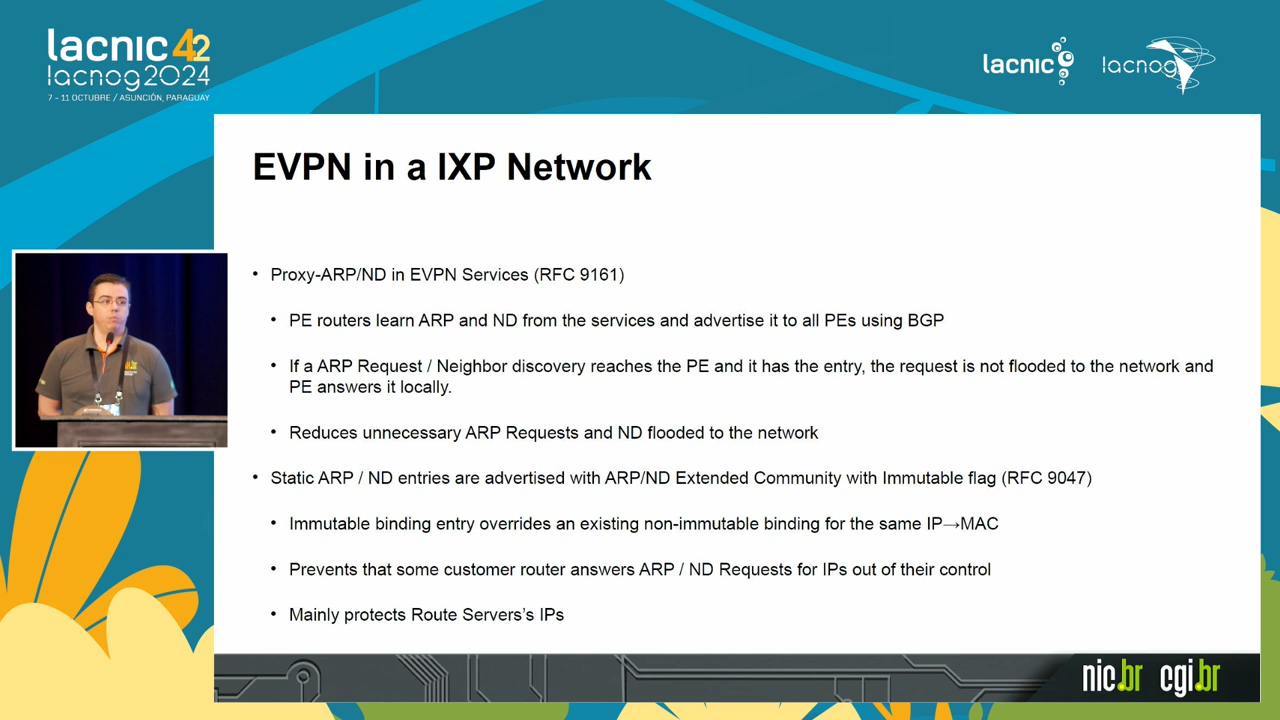 lacnic 42
lacnog 2024
7 - 11 OCTUBRE / ASUNCIÓN, PARAGUAY
lacnic
lacnog
EVPN in a IXP Network
• Proxy-ARP/ND in EVPN Services (RFC 9161)
• PE routers learn ARP and ND from the services and advertise it to all PEs using BGP
• If a ARP Request / Neighbor discovery reaches the PE and it has the entry, the request is not flooded to the network and
PE answers it locally.
• Reduces unnecessary ARP Requests and ND flooded to the network
• Static ARP / ND entries are advertised with ARP/ND Extended Community with Immutable flag (RFC 9047)
• Immutable binding entry overrides an existing non-immutable binding for the same IP→MAC
• Prevents that some customer router answers ARP / ND Requests for IPs out of their control
• Mainly protects Route Servers’s IPs
nic.br cgi.br